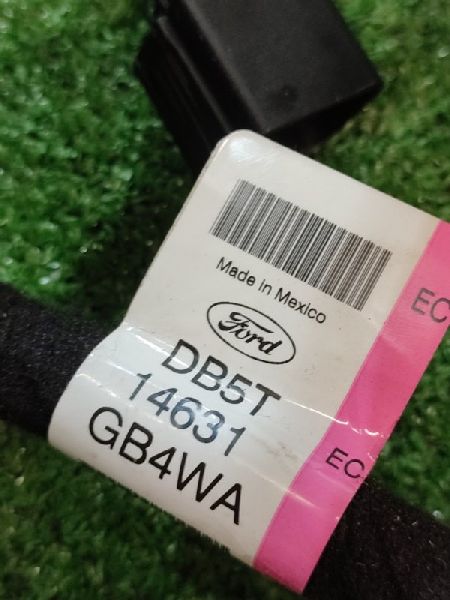 Made in Mexico
Ford
DB5T
14631
GB4WA
EC
EC